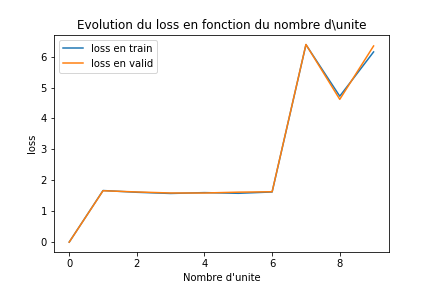 Evolution du loss en fonction du nombre d\unite
loss en train
loss en valid
loss
6
5
4
3
2
1
0
0 2 4 6 8
Nombre d'unite